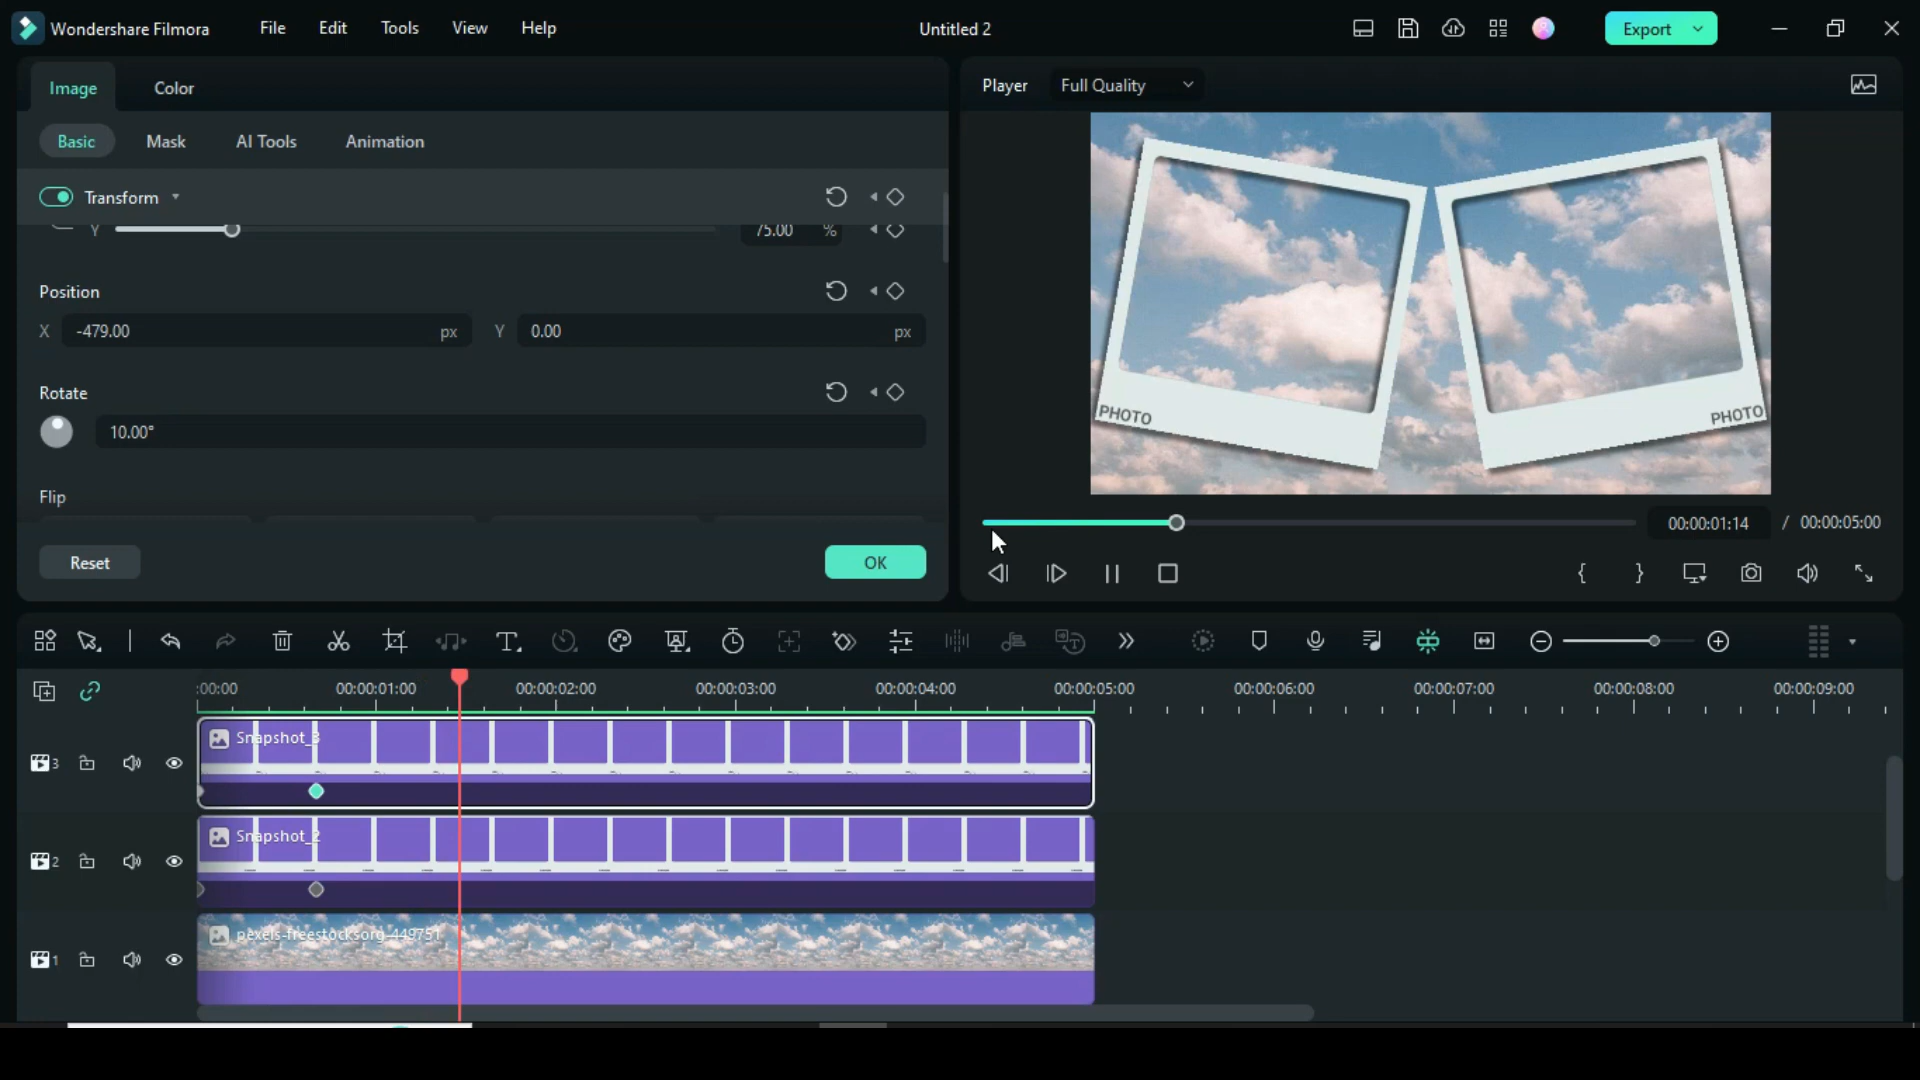 Wondershare Filmora File Edit Tools View Help Untitled 2 Export
Image Color
Player Full Quality
Basic Mask AI Tools Animation
Transform
Y 75.00 %
Position
X -479.00 px Y 0.00 px
Rotate
10.00°
Flip
Reset OK
PHOTO PHOTO
00:00:01:14 / 00:00:05:00
:00:00 00:00:01:00 00:00:02:00 00:00:03:00 00:00:04:00 00:00:05:00 00:00:06:00 00:00:07:00 00:00:08:00 00:00:09:00
Snapshot_3
3
Snapshot_2
2
pexels-freestocksorg-449751
1